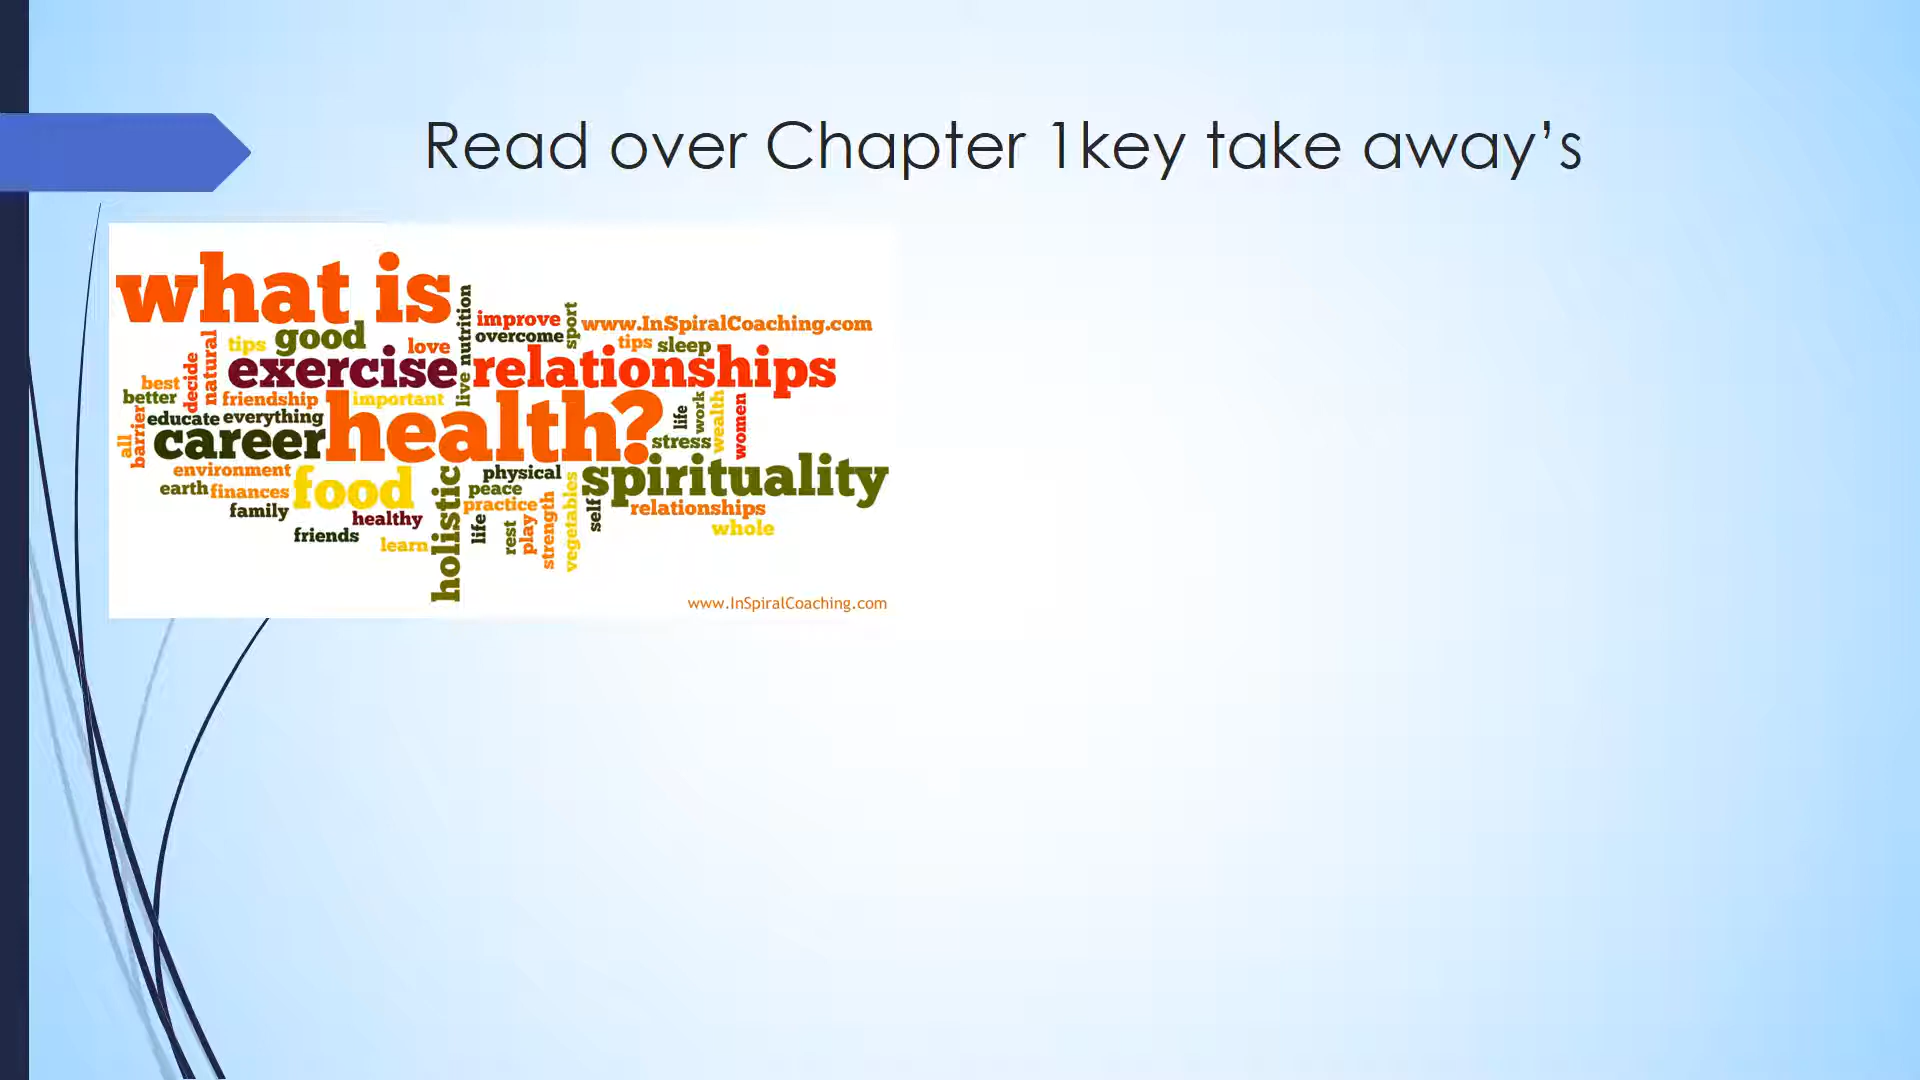 Read over Chapter 1key take away’s
what is
nutrition
improve
sport
www.InSpiralCoaching.com
natural
tips
good
love
overcome
tips
sleep
best
decide
exercise
live
relationships
better
friendship
important
life
work
wealth
women
all
barrier
educate
everything
career
health?
stress
environment
physical
spirituality
earth
finances
food
holistic
peace
vegetables
family
healthy
practice
strength
self
relationships
friends
learn
life
rest
play
whole
www.InSpiralCoaching.com